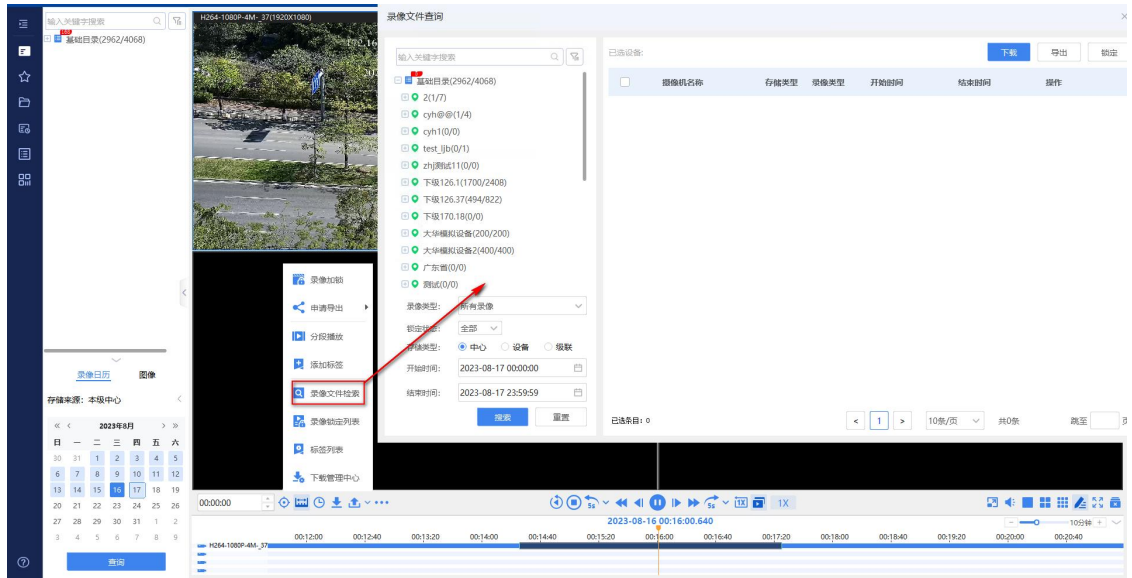 输入关键字搜索
基础目录(2962/4068)
录像日历 图像
存储来源: 本级中心
2023年8月
日 一 二 三 四 五 六
30 31 1 2 3 4 5
6 7 8 9 10 11 12
13 14 15 16 17 18 19
20 21 22 23 24 25 26
27 28 29 30 31 1 2
3 4 5 6 7 8 9
查询
H264-1080P-4M-_37(1920X1080)
录像加锁
申请导出
分段播放
添加标签
录像文件检索
录像锁定列表
标签列表
下载管理中心
录像文件查询
输入关键字搜索
基础目录(2962/4068)
2(1/7)
cyh@@(1/4)
cyh1(0/0)
test_ljb(0/1)
zhj测试11(0/0)
下级126.1(1700/2408)
下级126.37(494/822)
下级170.18(0/0)
大华模拟设备(200/200)
大华模拟设备2(400/400)
广东省(0/0)
测试(0/0)
录像类型: 所有录像
锁定状态: 全部
存储类型: 中心 设备 级联
开始时间: 2023-08-17 00:00:00
结束时间: 2023-08-17 23:59:59
搜索 重置
已选设备: 下载 导出 锁定
摄像机名称 存储类型 录像类型 开始时间 结束时间 操作
已选条目: 0 < 1 > 10条/页 共0条 跳至 页
00:00:00 5s 5s 1X 1X
2023-08-16 00:16:00.640 10分钟
00:12:00 00:12:40 00:13:20 00:14:00 00:14:40 00:15:20 00:16:00 00:16:40 00:17:20 00:18:00 00:18:40 00:19:20 00:20:00 00:20:40
H264-1080P-4M-_37